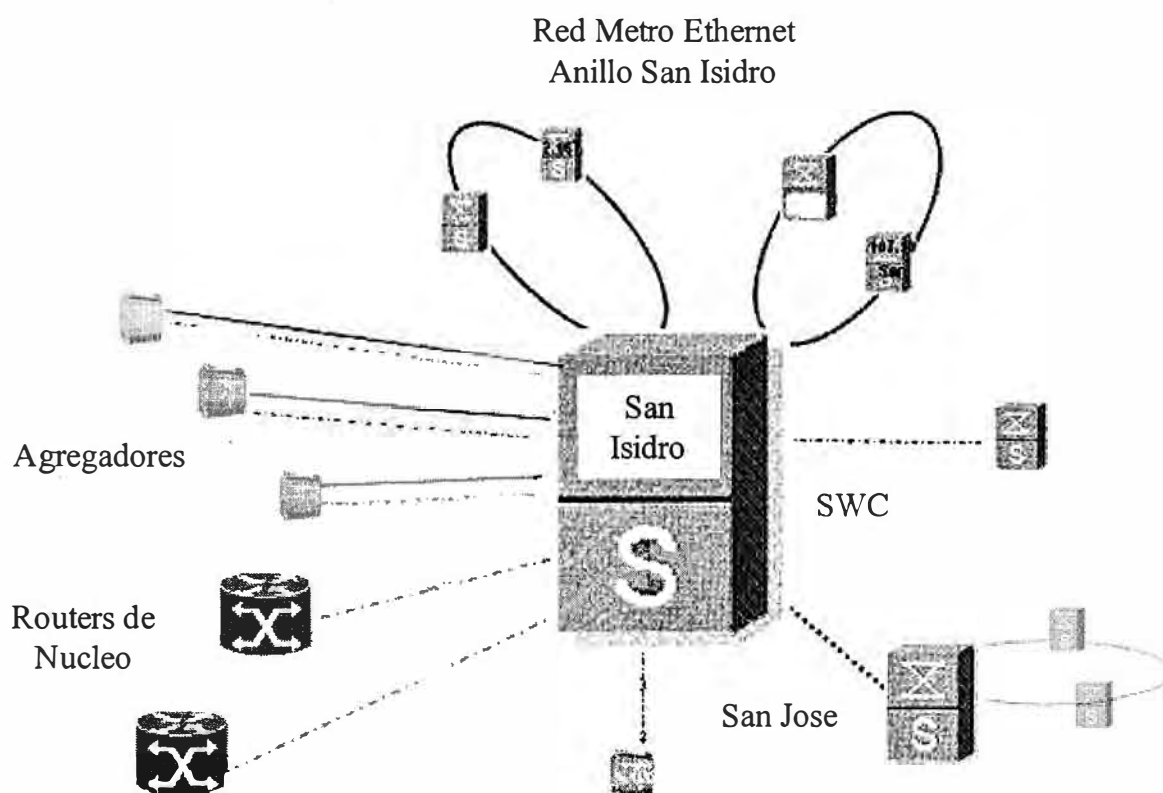 Red Metro Ethernet
Anillo San Isidro
San
Isidro
Agregadores
SWC
S
Routers de
Nucleo
San Jose
S
S